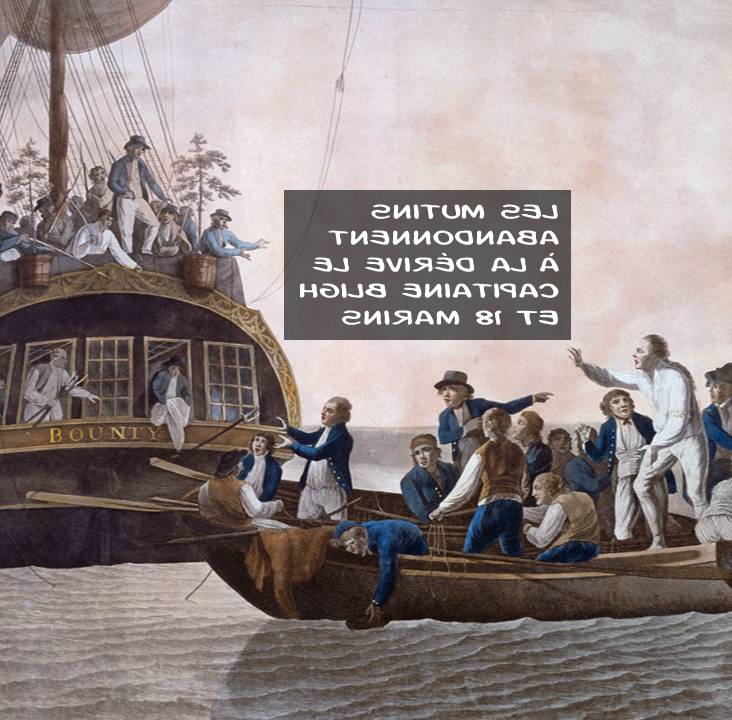 LES MUTINS
ABANDONNENT
À LA DÉRIVE LE
CAPITAINE BLIGH
ET 18 MARINS
BOUNTY